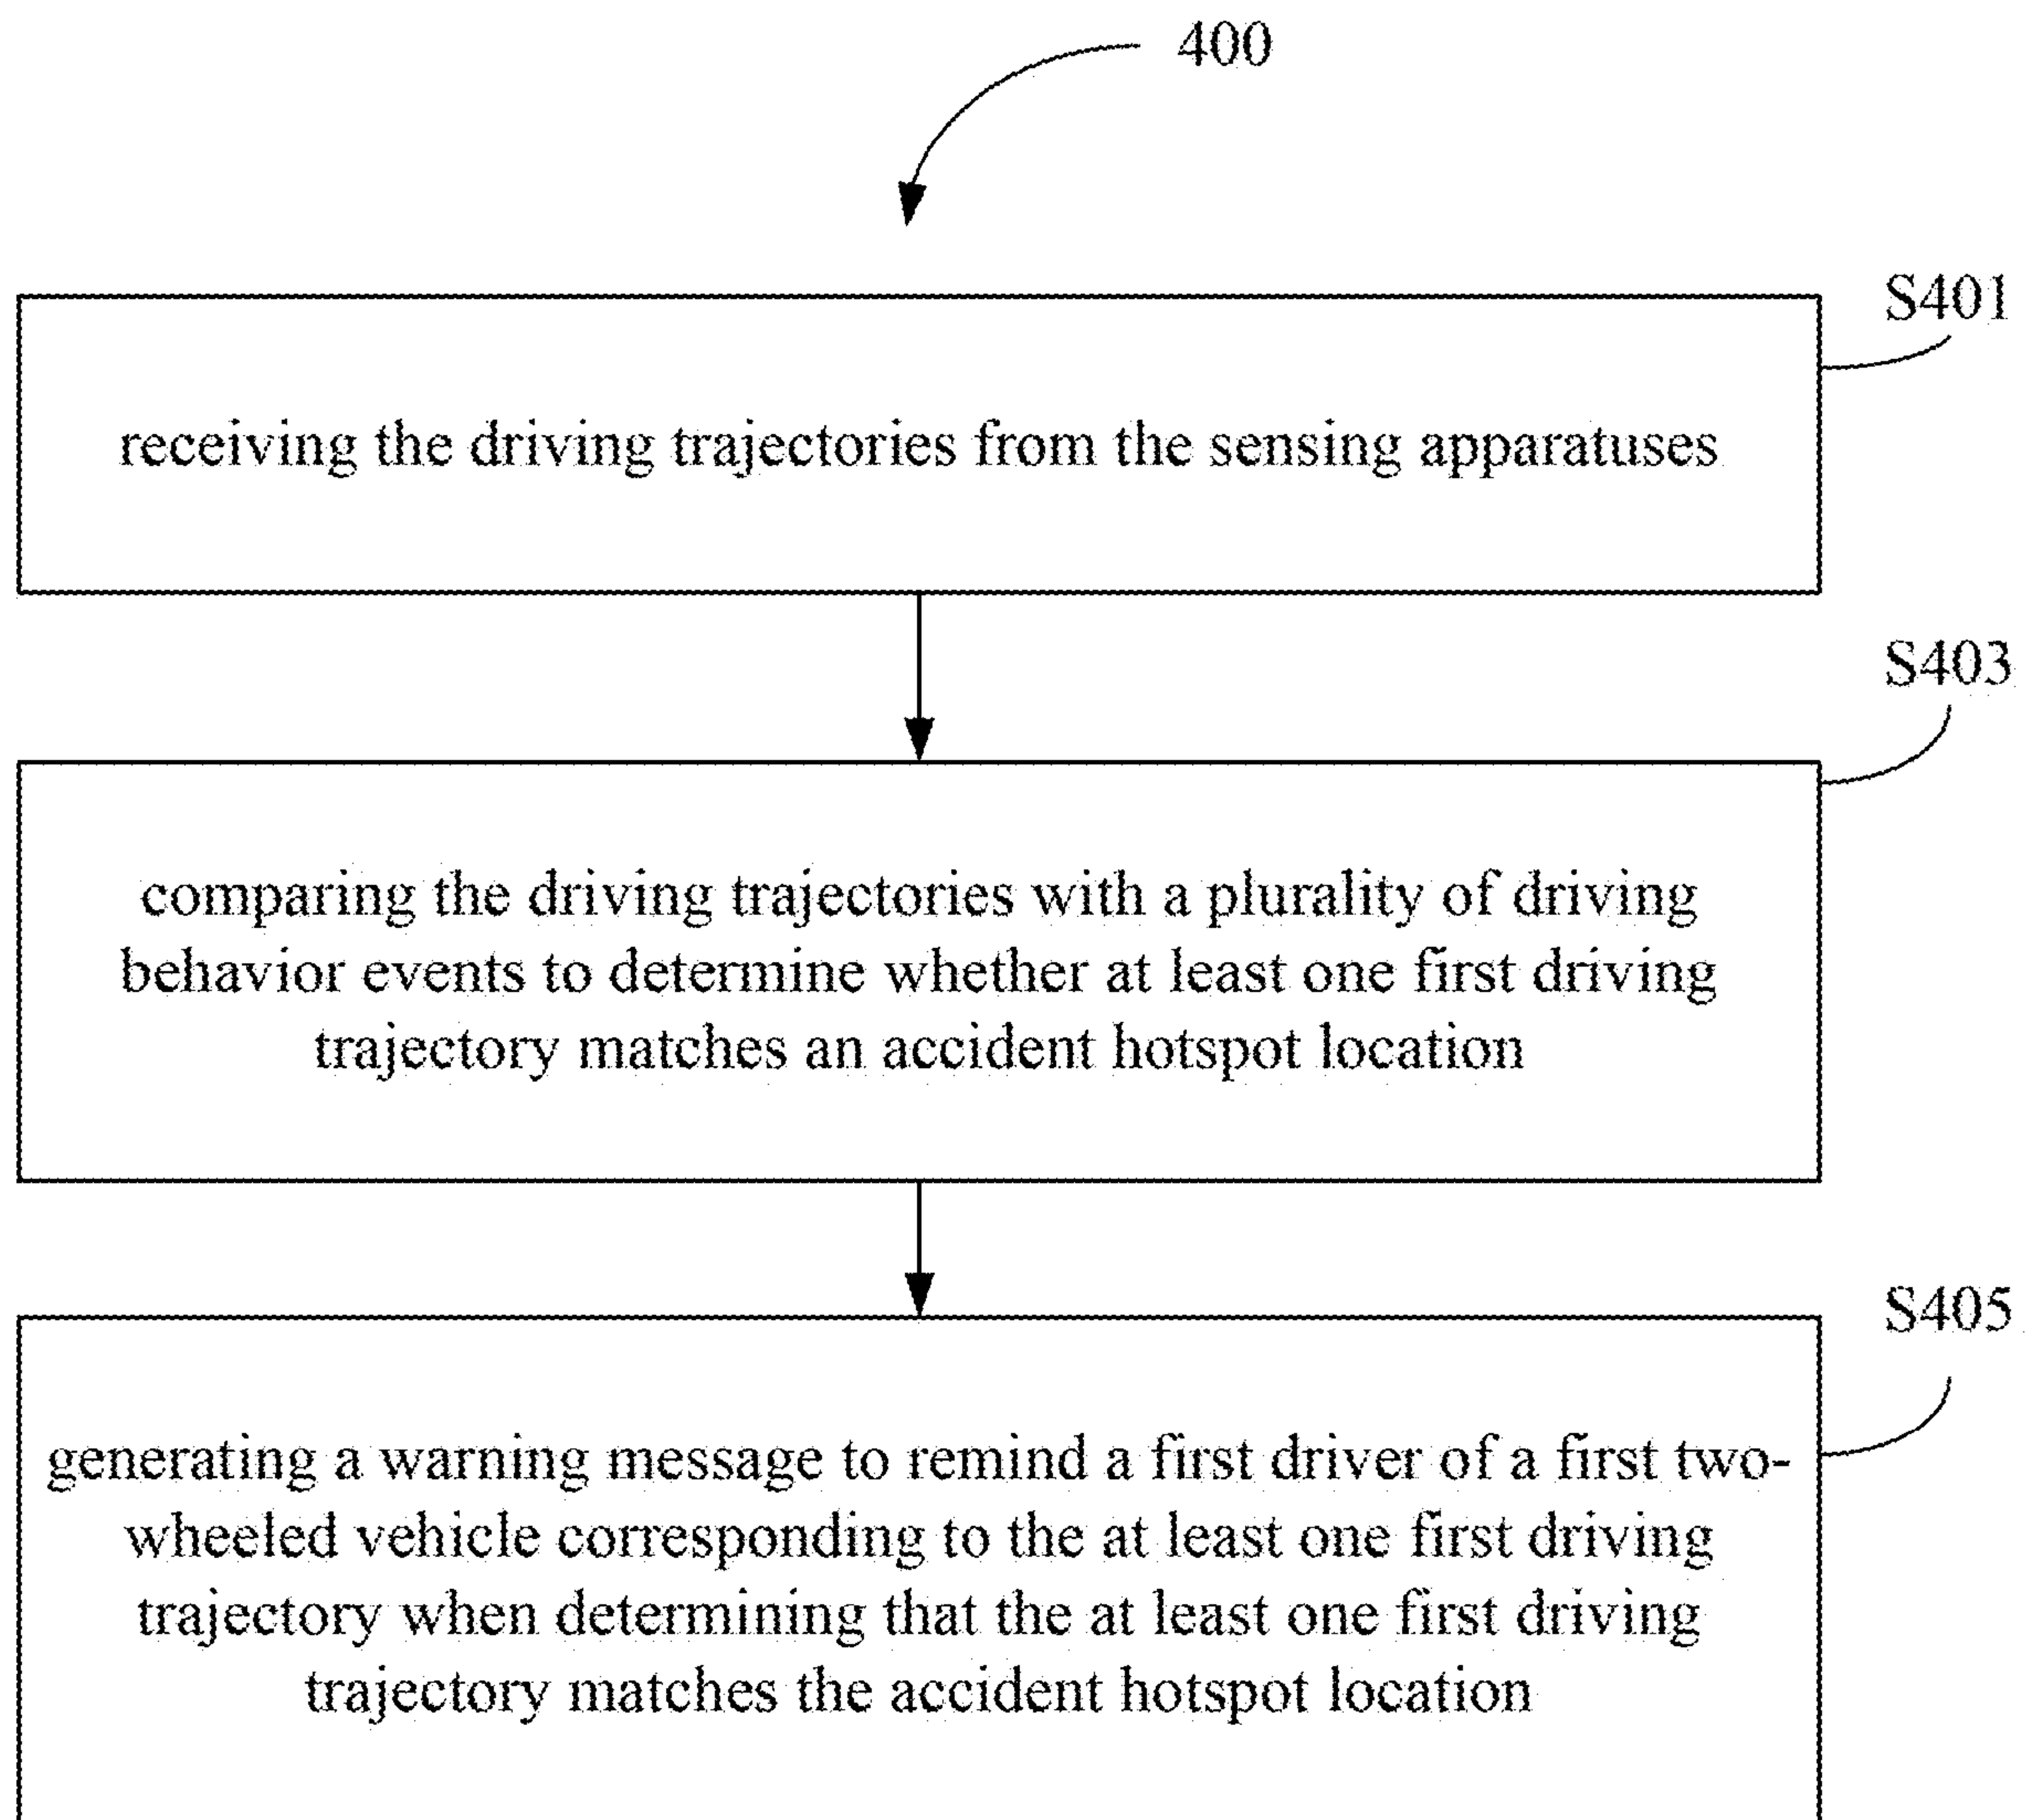 400
S401
receiving the driving trajectories from the sensing apparatuses
S403
comparing the driving trajectories with a plurality of driving
behavior events to determine whether at least one first driving
trajectory matches an accident hotspot location
S405
generating a warning message to remind a first driver of a first two-
wheeled vehicle corresponding to the at least one first driving
trajectory when determining that the at least one first driving
trajectory matches the accident hotspot location